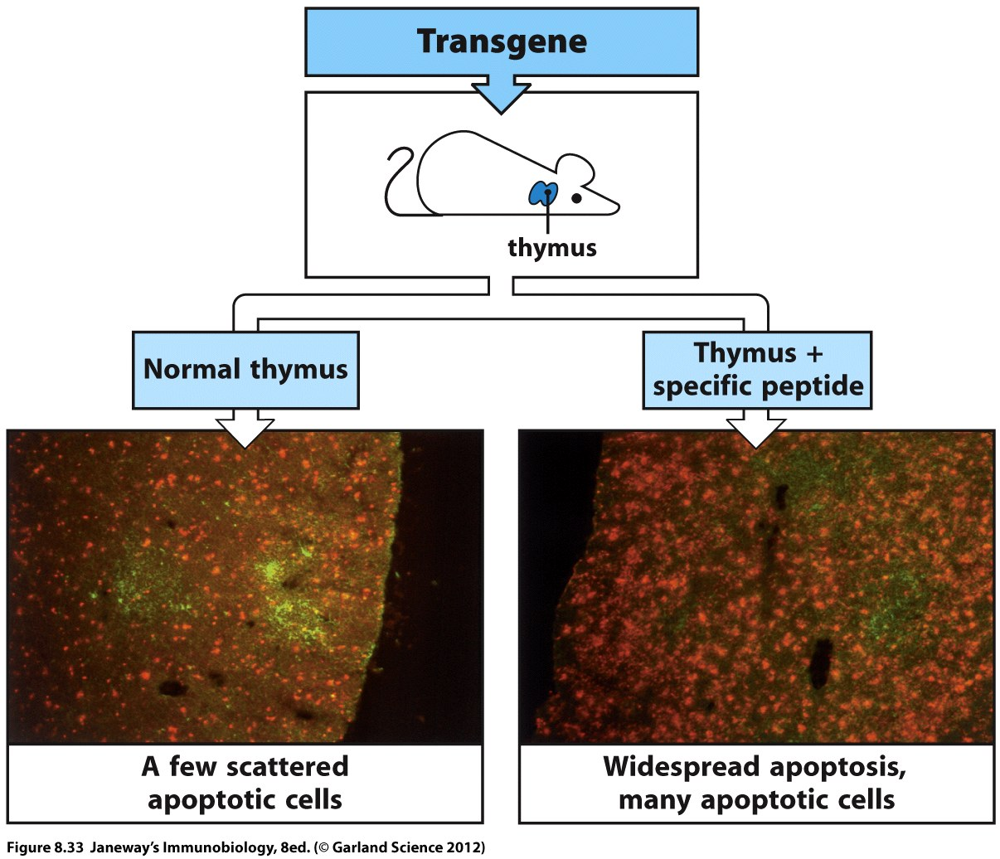 Transgene
thymus
Normal thymus
Thymus +
specific peptide
A few scattered
apoptotic cells
Widespread apoptosis,
many apoptotic cells
Figure 8.33 Janeway’s Immunobiology, 8ed. (© Garland Science 2012)